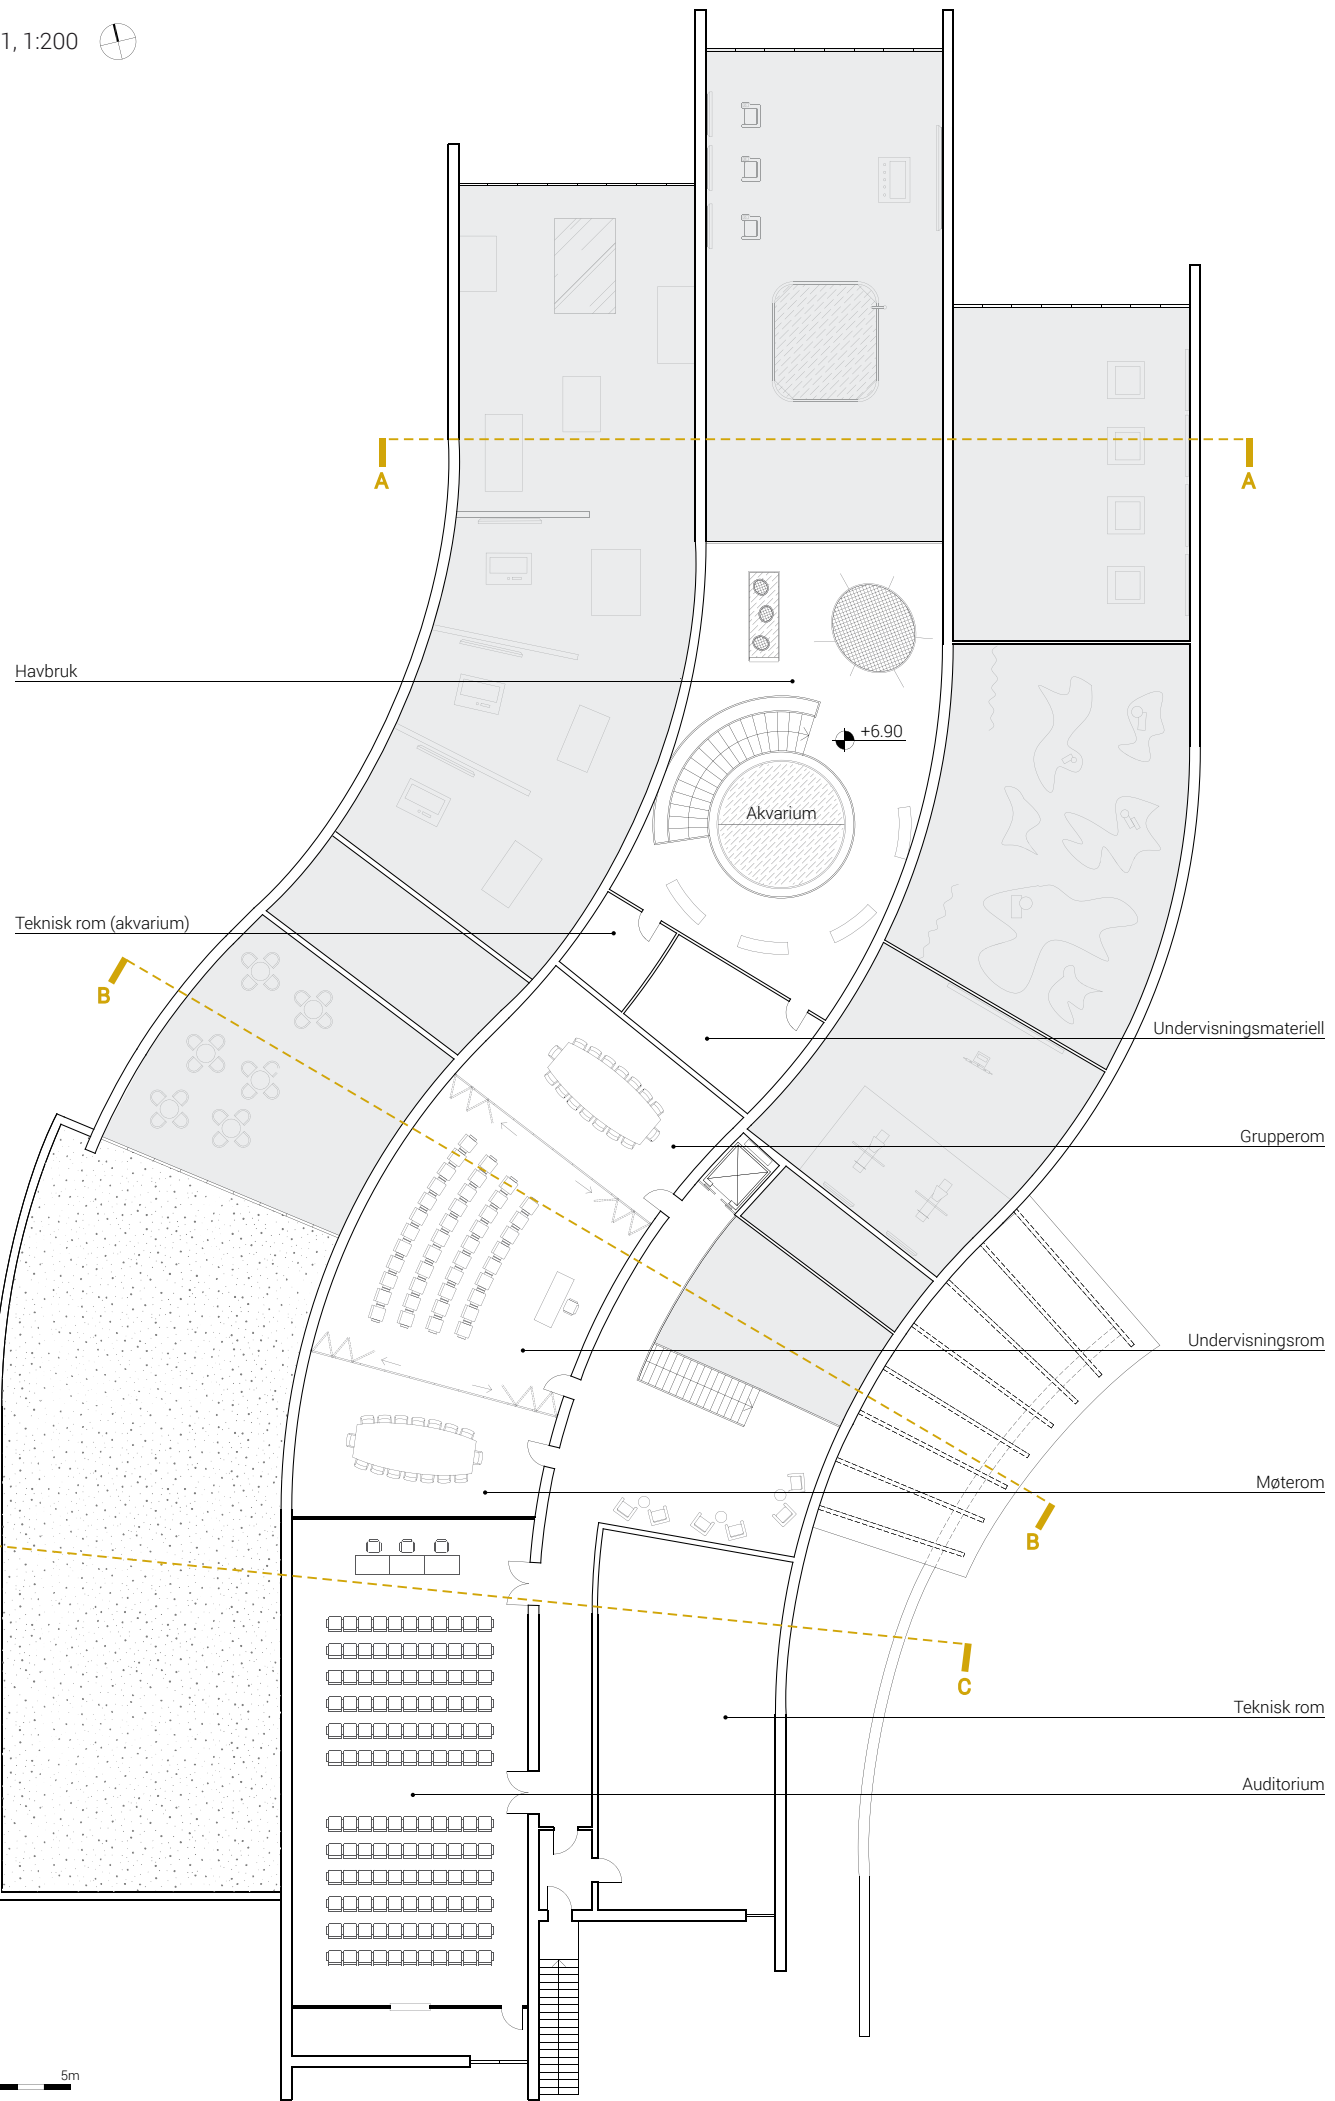 1, 1:200
A
A
Havbruk
+6.90
Akvarium
Teknisk rom (akvarium)
B
Undervisningsmateriell
Grupperom
Undervisningsrom
Møterom
B
C
Teknisk rom
Auditorium
5m